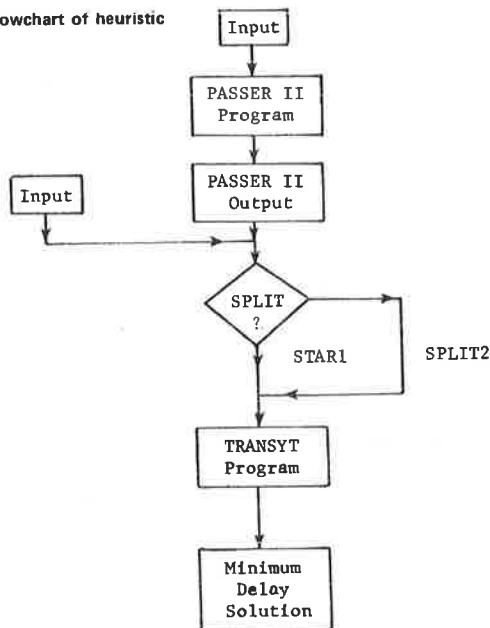 owchart of heuristic
Input
PASSER II
Program
PASSER II
Output
Input
SPLIT
?
STAR1
SPLIT2
TRANSYT
Program
Minimum
Delay
Solution